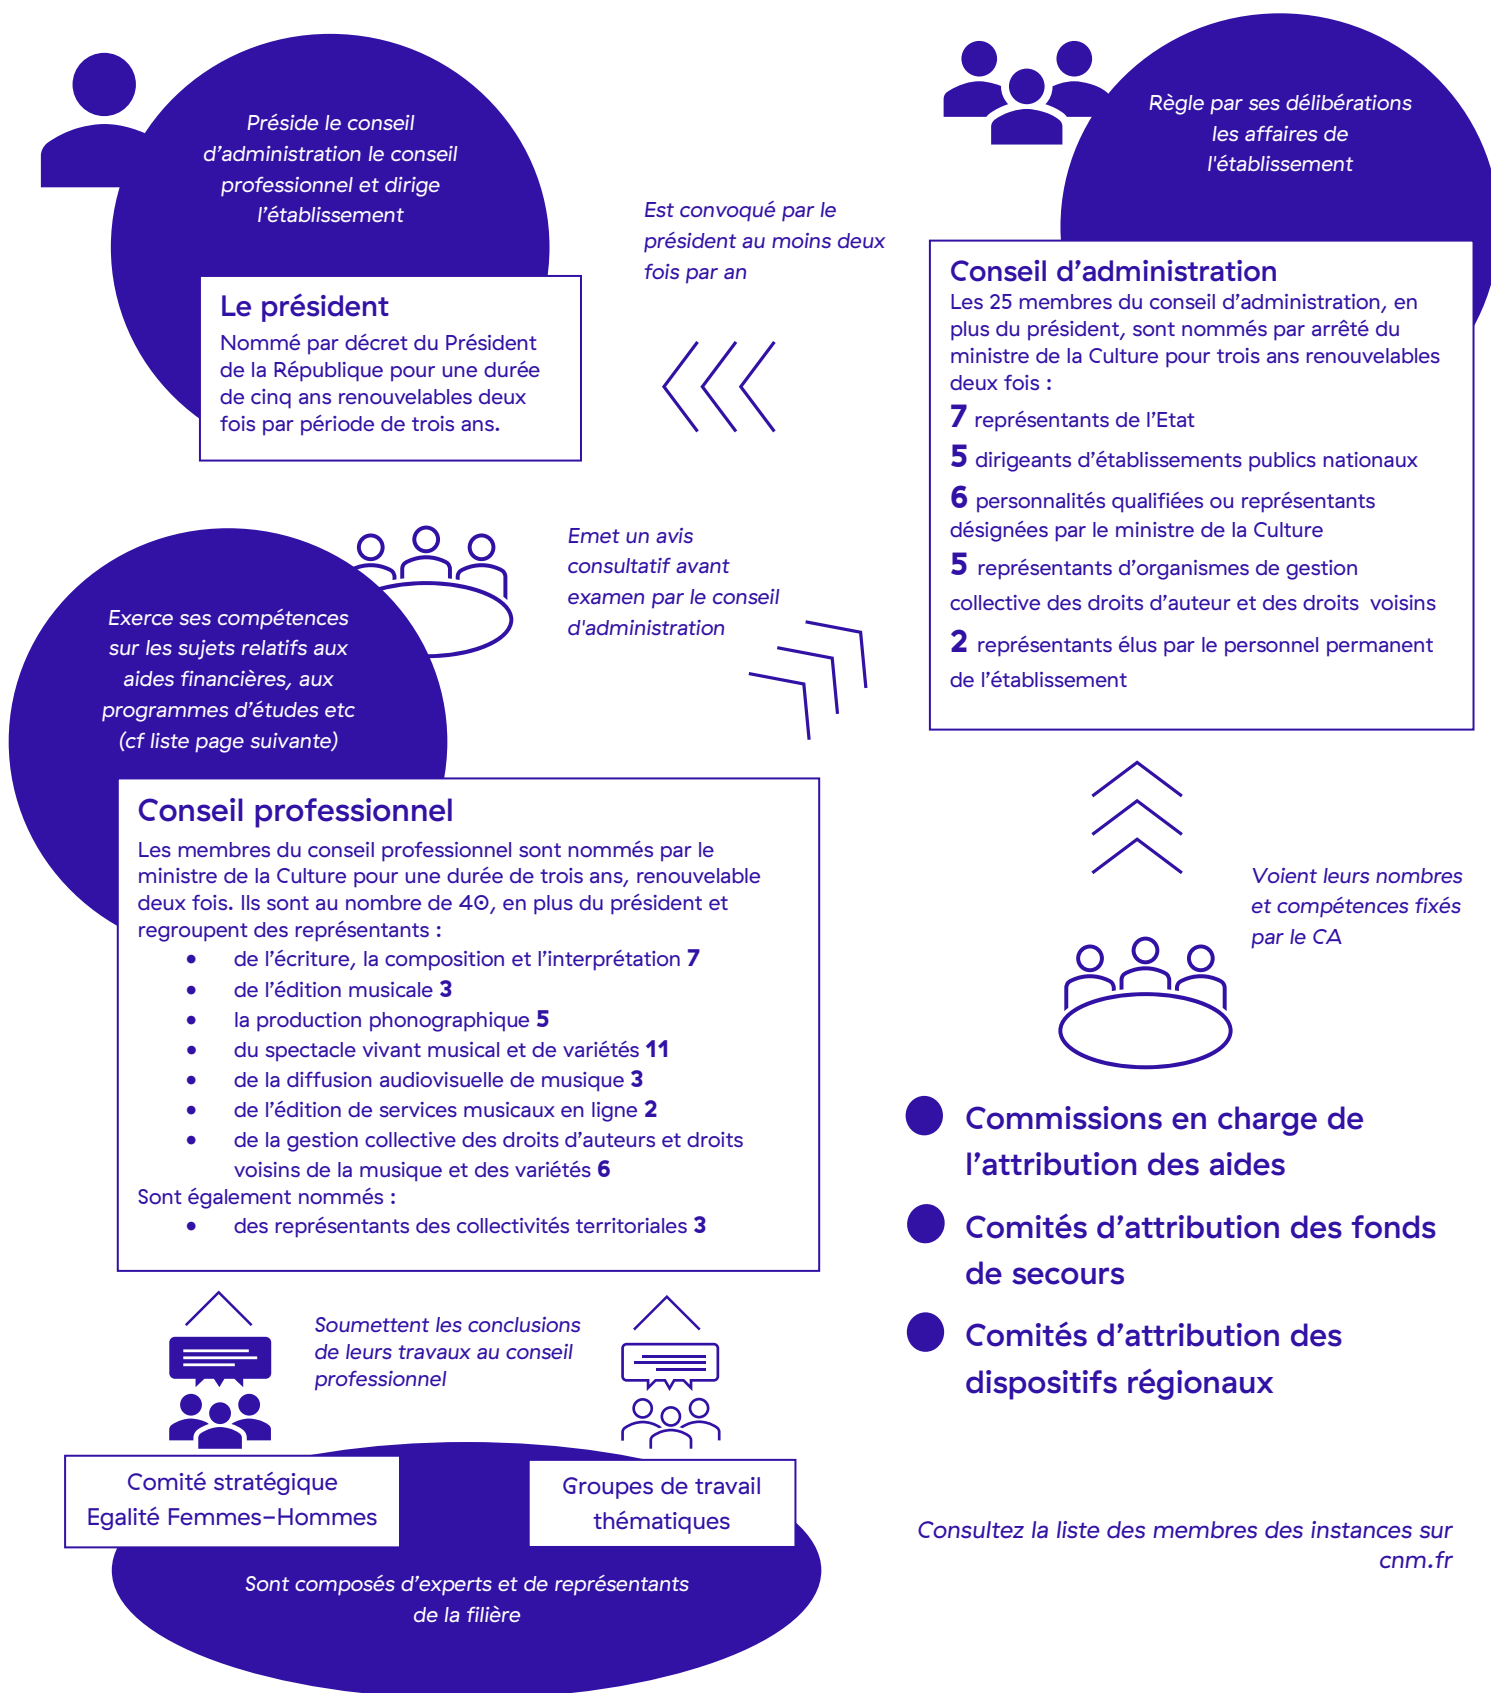 Préside le conseil
d’administration le conseil
professionnel et dirige
l’établissement
Le président
Nommé par décret du Président
de la République pour une durée
de cinq ans renouvelables deux
fois par période de trois ans.
Est convoqué par le
président au moins deux
fois par an
Règle par ses délibérations
les affaires de
l'établissement
Conseil d’administration
Les 25 membres du conseil d’administration, en
plus du président, sont nommés par arrêté du
ministre de la Culture pour trois ans renouvelables
deux fois :
7 représentants de l’Etat
5 dirigeants d’établissements publics nationaux
6 personnalités qualifiées ou représentants
désignées par le ministre de la Culture
5 représentants d’organismes de gestion
collective des droits d’auteur et des droits voisins
2 représentants élus par le personnel permanent
de l’établissement
Emet un avis
consultatif avant
examen par le conseil
d'administration
Exerce ses compétences
sur les sujets relatifs aux
aides financières, aux
programmes d’études etc
(cf liste page suivante)
Conseil professionnel
Les membres du conseil professionnel sont nommés par le
ministre de la Culture pour une durée de trois ans, renouvelable
deux fois. Ils sont au nombre de 40, en plus du président et
regroupent des représentants :
• de l’écriture, la composition et l’interprétation 7
• de l’édition musicale 3
• la production phonographique 5
• du spectacle vivant musical et de variétés 11
• de la diffusion audiovisuelle de musique 3
• de l’édition de services musicaux en ligne 2
• de la gestion collective des droits d’auteurs et droits
voisins de la musique et des variétés 6
Sont également nommés :
• des représentants des collectivités territoriales 3
Voient leurs nombres
et compétences fixés
par le CA
Commissions en charge de
l’attribution des aides
Comités d’attribution des fonds
de secours
Comités d’attribution des
dispositifs régionaux
Soumettent les conclusions
de leurs travaux au conseil
professionnel
Comité stratégique
Egalité Femmes-Hommes
Groupes de travail
thématiques
Sont composés d’experts et de représentants
de la filière
Consultez la liste des membres des instances sur
cnm.fr